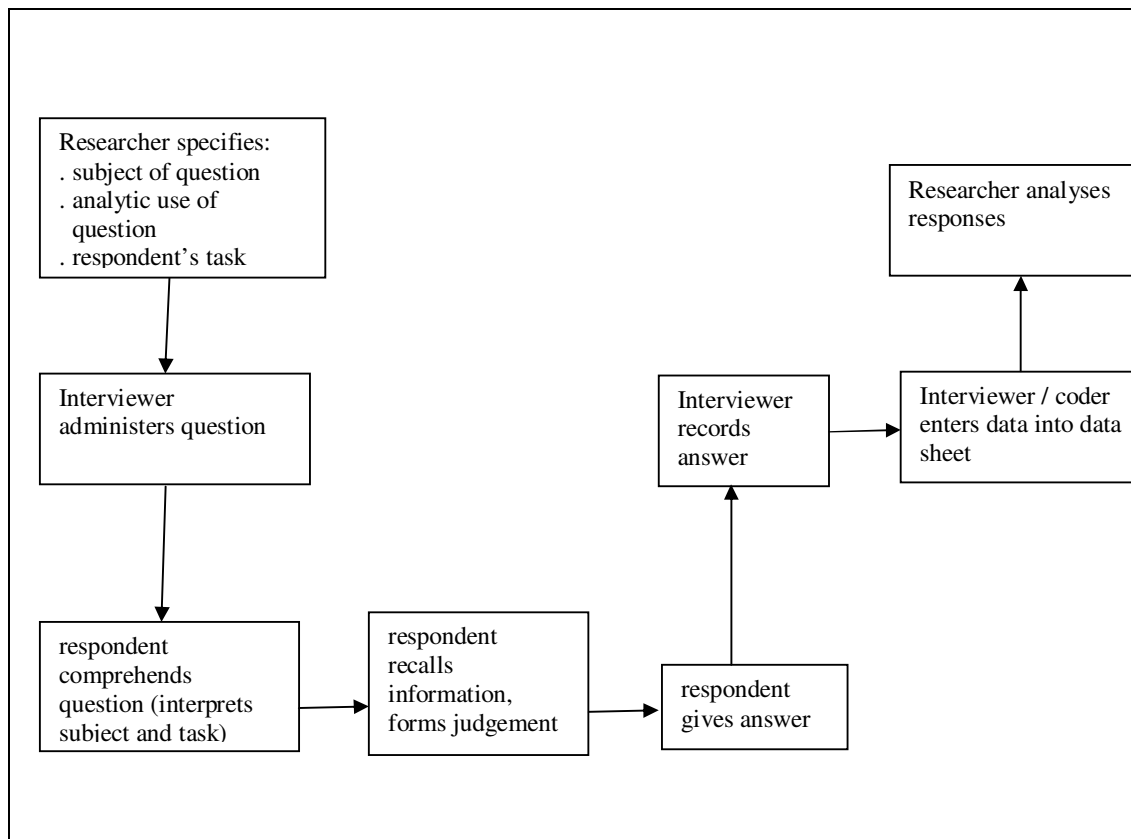 Researcher specifies:
. subject of question
. analytic use of
question
. respondent's task
Interviewer
administers question
respondent
comprehends
question (interprets
subject and task)
respondent
recalls
information,
forms judgement
respondent
gives answer
Interviewer
records
answer
Interviewer / coder
enters data into data
sheet
Researcher analyses
responses